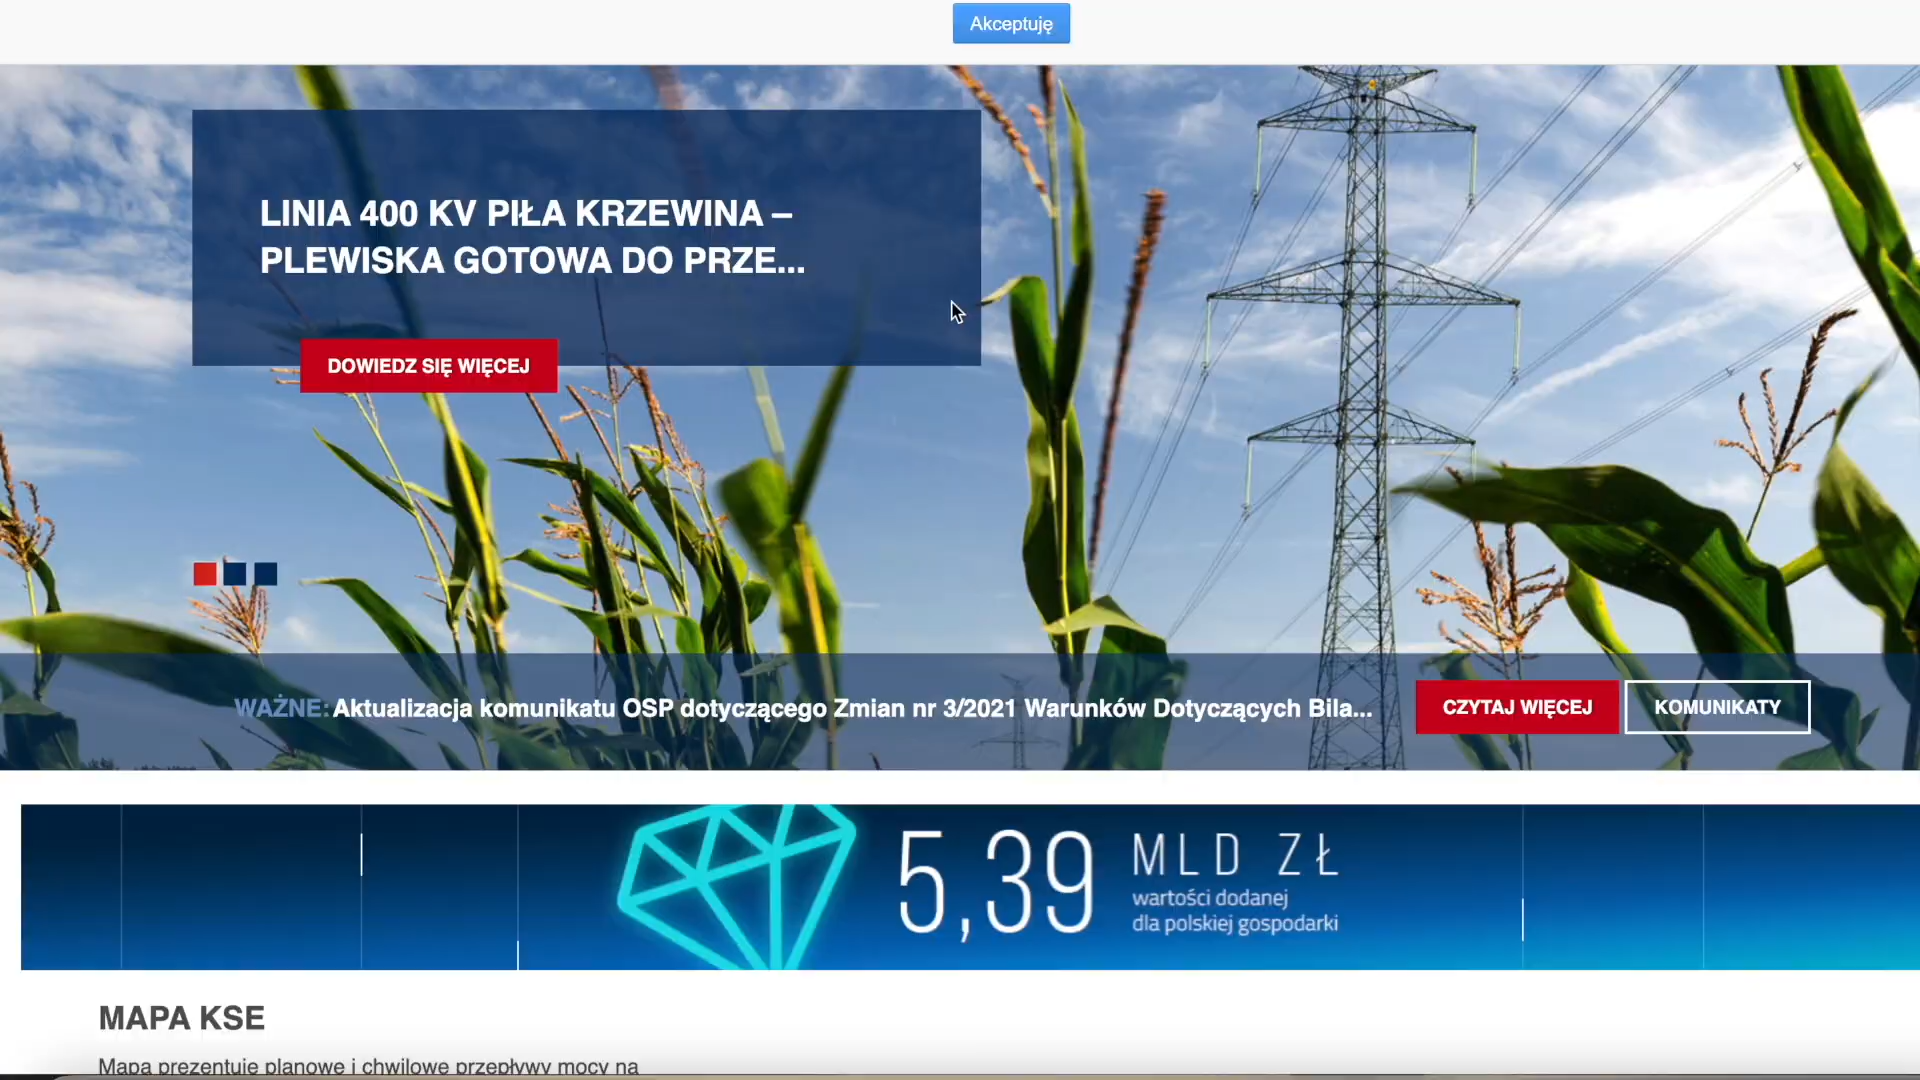 Akceptuję
LINIA 400 KV PIŁA KRZEWINA –
PLEWISKA GOTOWA DO PRZE...
DOWIEDZ SIĘ WIĘCEJ
WAŻNE: Aktualizacja komunikatu OSP dotyczącego Zmian nr 3/2021 Warunków Dotyczących Bila...
CZYTAJ WIĘCEJ
KOMUNIKATY
5,39
MLD ZŁ
wartości dodanej
dla polskiej gospodarki
MAPA KSE
Mapa prezentuje planowe i chwilowe przepływy mocy na